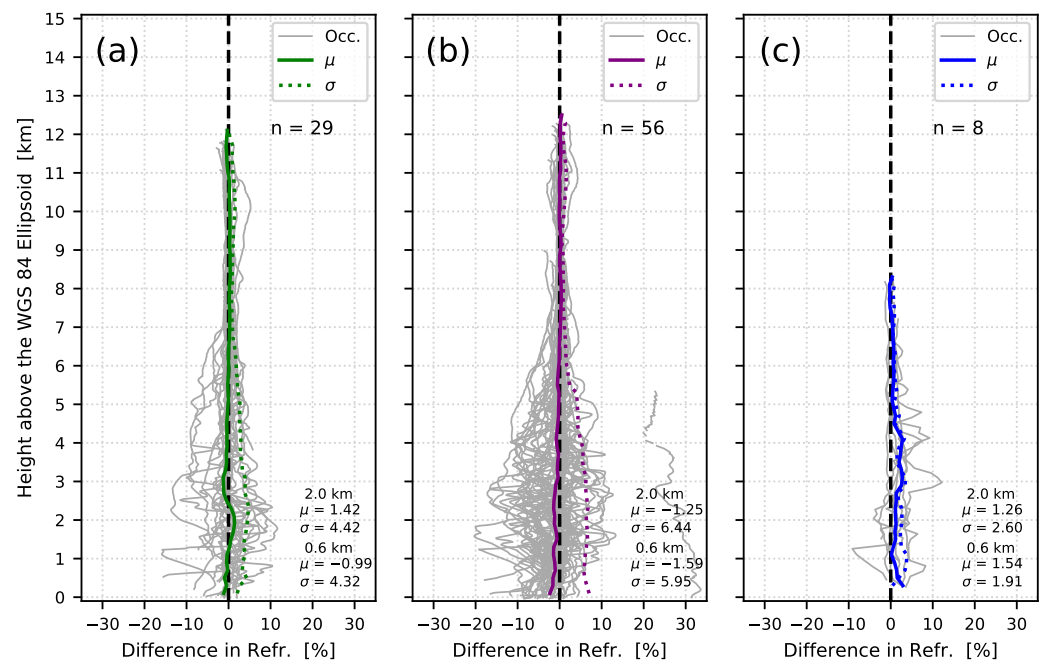 Height above the WGS 84 Ellipsoid [km]
15
14
13
12
11
10
9
8
7
6
5
4
3
2
1
0
(a)
Occ.
μ
σ
n = 29
2.0 km
μ = 1.42
σ = 4.42
0.6 km
μ = −0.99
σ = 4.32
−30 −20 −10 0 10 20 30
Difference in Refr. [%]
(b)
Occ.
μ
σ
n = 56
2.0 km
μ = −1.25
σ = 6.44
0.6 km
μ = −1.59
σ = 5.95
−30 −20 −10 0 10 20 30
Difference in Refr. [%]
(c)
Occ.
μ
σ
n = 8
2.0 km
μ = 1.26
σ = 2.60
0.6 km
μ = 1.54
σ = 1.91
−30 −20 −10 0 10 20 30
Difference in Refr. [%]